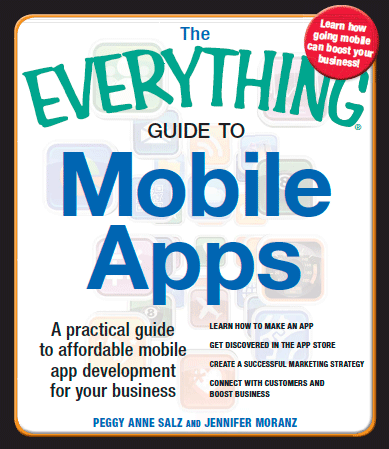 The
EVERYTHING®
GUIDE TO
Mobile
Apps
Learn how
going mobile
can boost your
business!
A practical guide
to affordable mobile
app development
for your business
LEARN HOW TO MAKE AN APP
GET DISCOVERED IN THE APP STORE
CREATE A SUCCESSFUL MARKETING STRATEGY
CONNECT WITH CUSTOMERS AND
BOOST BUSINESS
PEGGY ANNE SALZ AND JENNIFER MORANZ